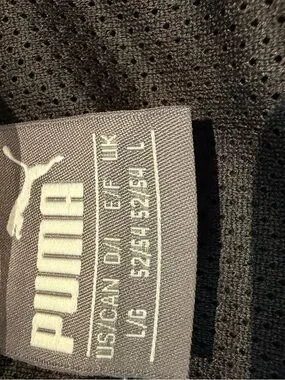 PUMA
US/CAN D/I E/F UK
L/G 52/54 52/54 L